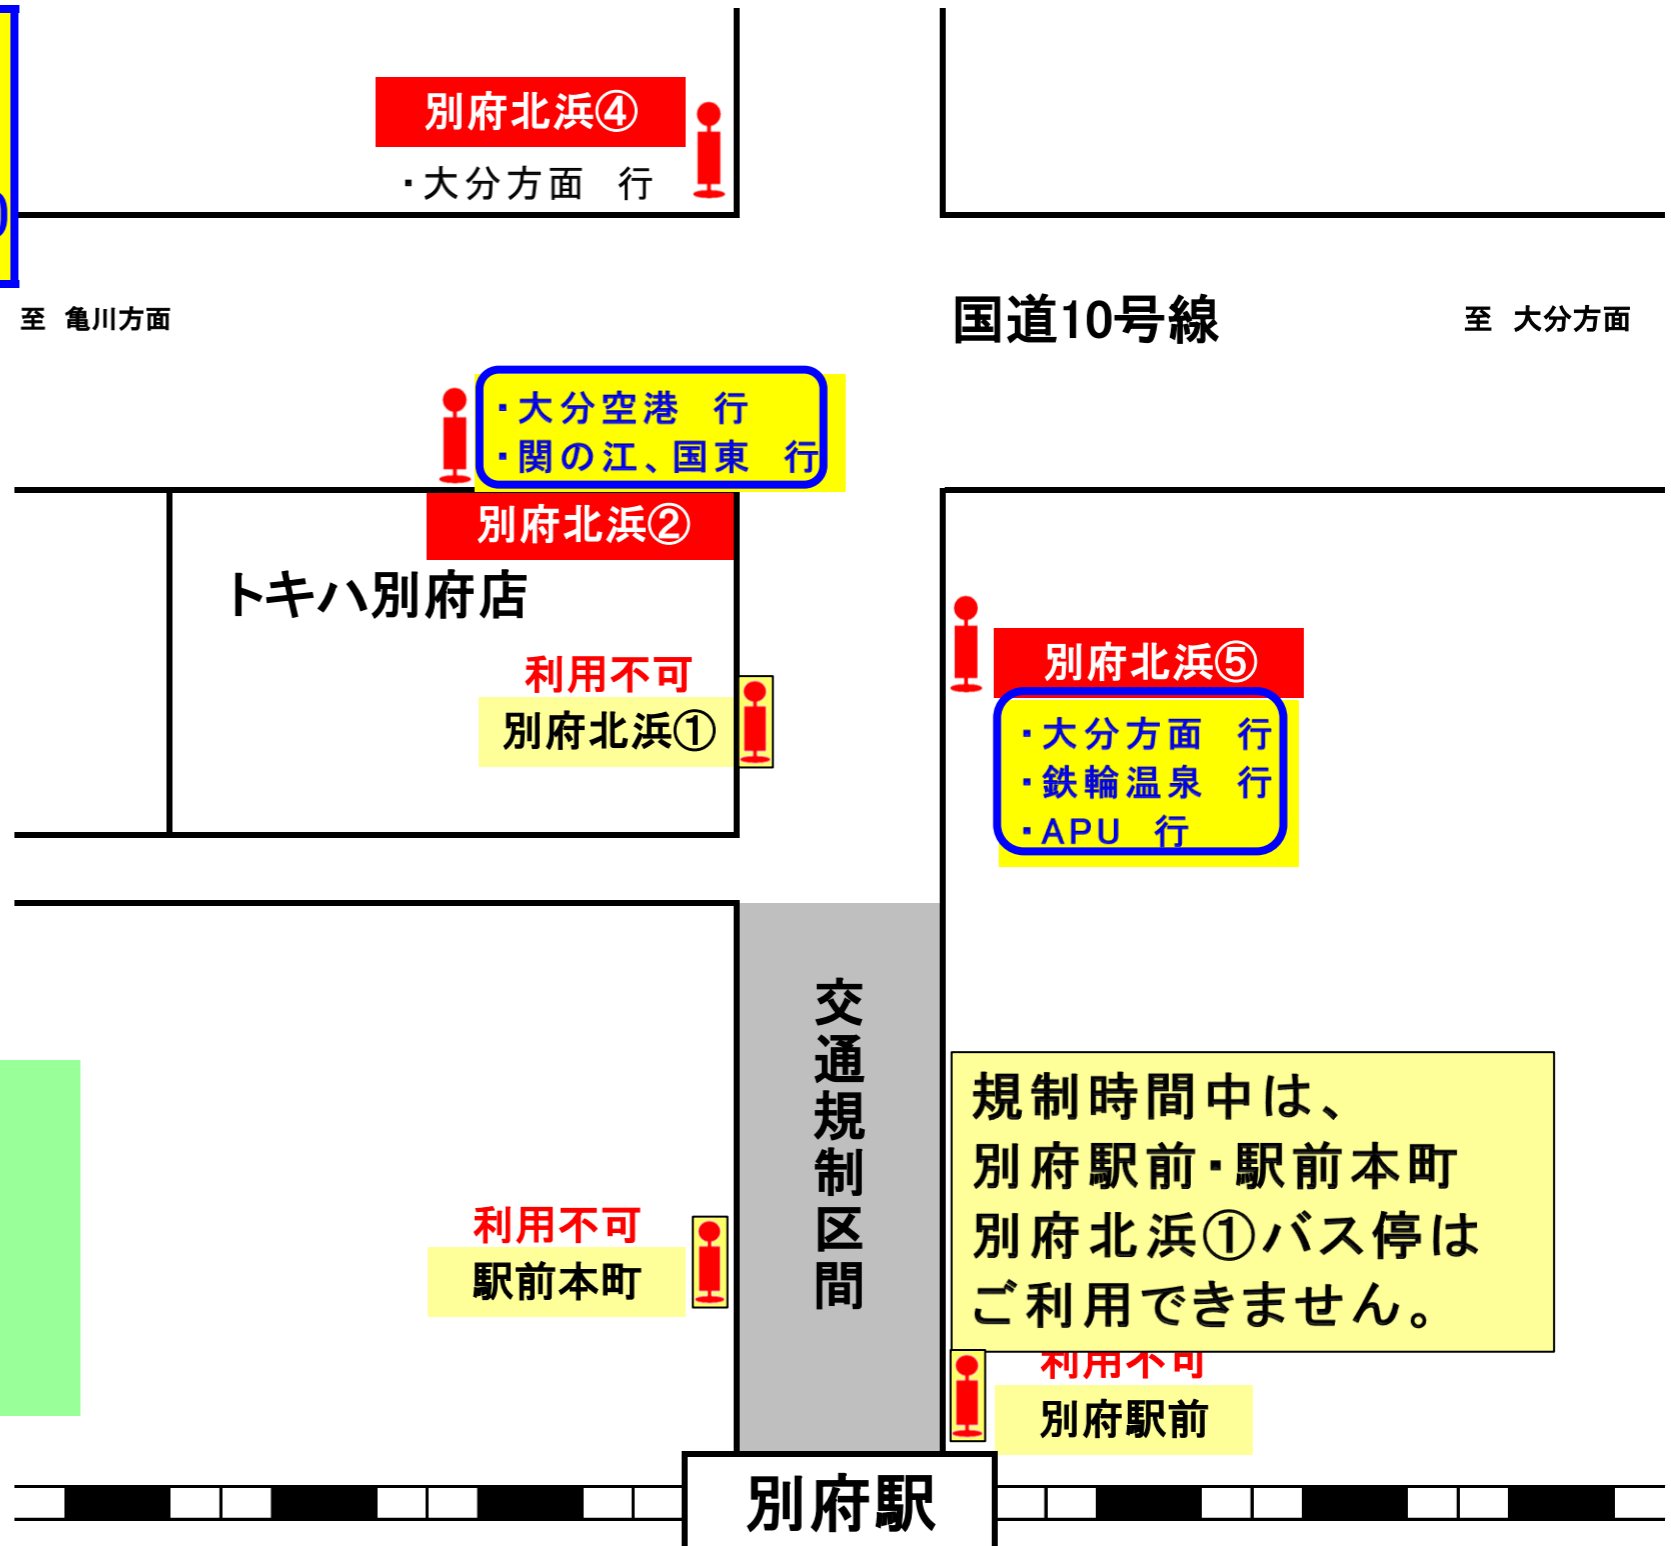 別府北浜④
・大分方面　行
至　亀川方面
国道10号線
至　大分方面
・大分空港　行
・関の江、国東　行
別府北浜②
トキハ別府店
利用不可
別府北浜①
別府北浜⑤
・大分方面　行
・鉄輪温泉　行
・APU　行
交通規制区間
規制時間中は、
別府駅前・駅前本町
別府北浜①バス停は
ご利用できません。
利用不可
駅前本町
利用不可
別府駅前
別府駅